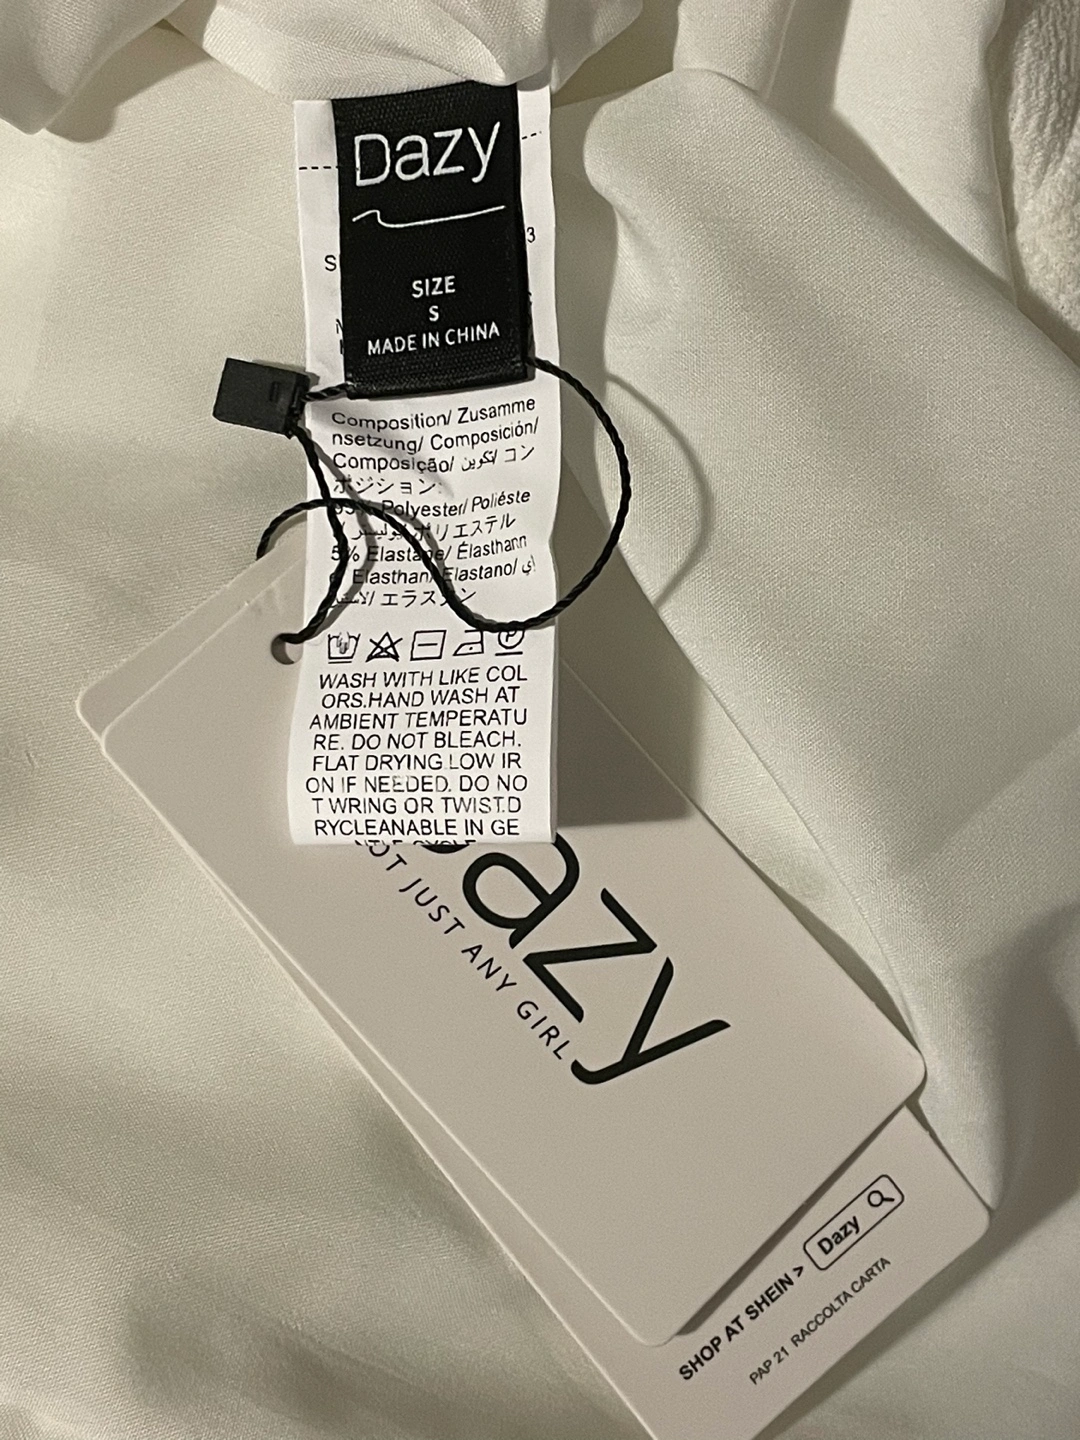 Dazy
SIZE
S
MADE IN CHINA
3
S
Composition/ Zusamme
nsetzung/ Composición/
Composição/ تكوين/ コン
ポジション:
Polyester/ Poliéste
ポリエステル
5% Elastane/ Élasthann
e Elasthan/ Elastano/
エラスタン
WASH WITH LIKE COL
ORS.HAND WASH AT
AMBIENT TEMPERATU
RE. DO NOT BLEACH.
FLAT DRYING LOW IR
ON IF NEEDED. DO NO
T WRING OR TWIST.D
RYCLEANABLE IN GE
Dazy
NOT JUST ANY GIRL
SHOP AT SHEIN > Dazy
PAP 21 RACCOLTA CARTA